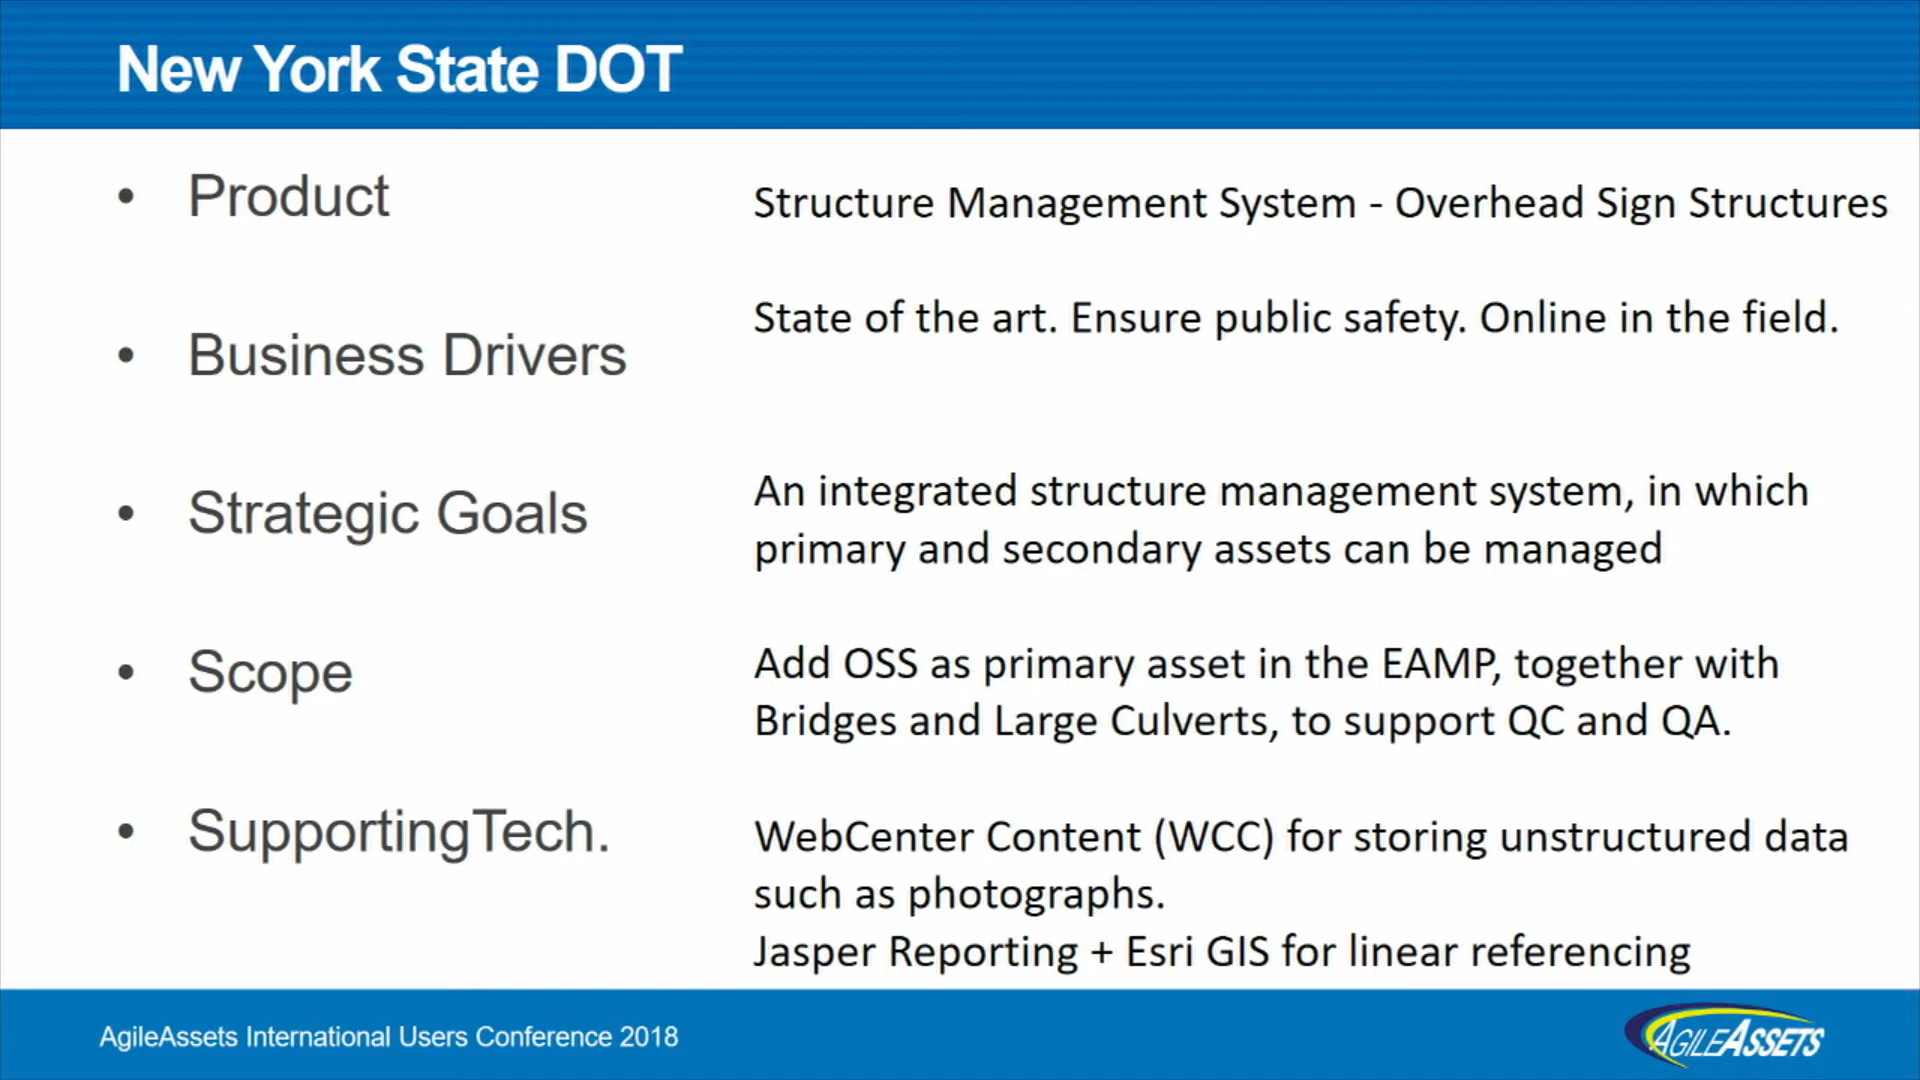 New York State DOT
• Product
Structure Management System - Overhead Sign Structures
• Business Drivers
State of the art. Ensure public safety. Online in the field.
• Strategic Goals
An integrated structure management system, in which
primary and secondary assets can be managed
• Scope
Add OSS as primary asset in the EAMP, together with
Bridges and Large Culverts, to support QC and QA.
• SupportingTech.
WebCenter Content (WCC) for storing unstructured data
such as photographs.
Jasper Reporting + Esri GIS for linear referencing
AgileAssets International Users Conference 2018
AGILEASSETS